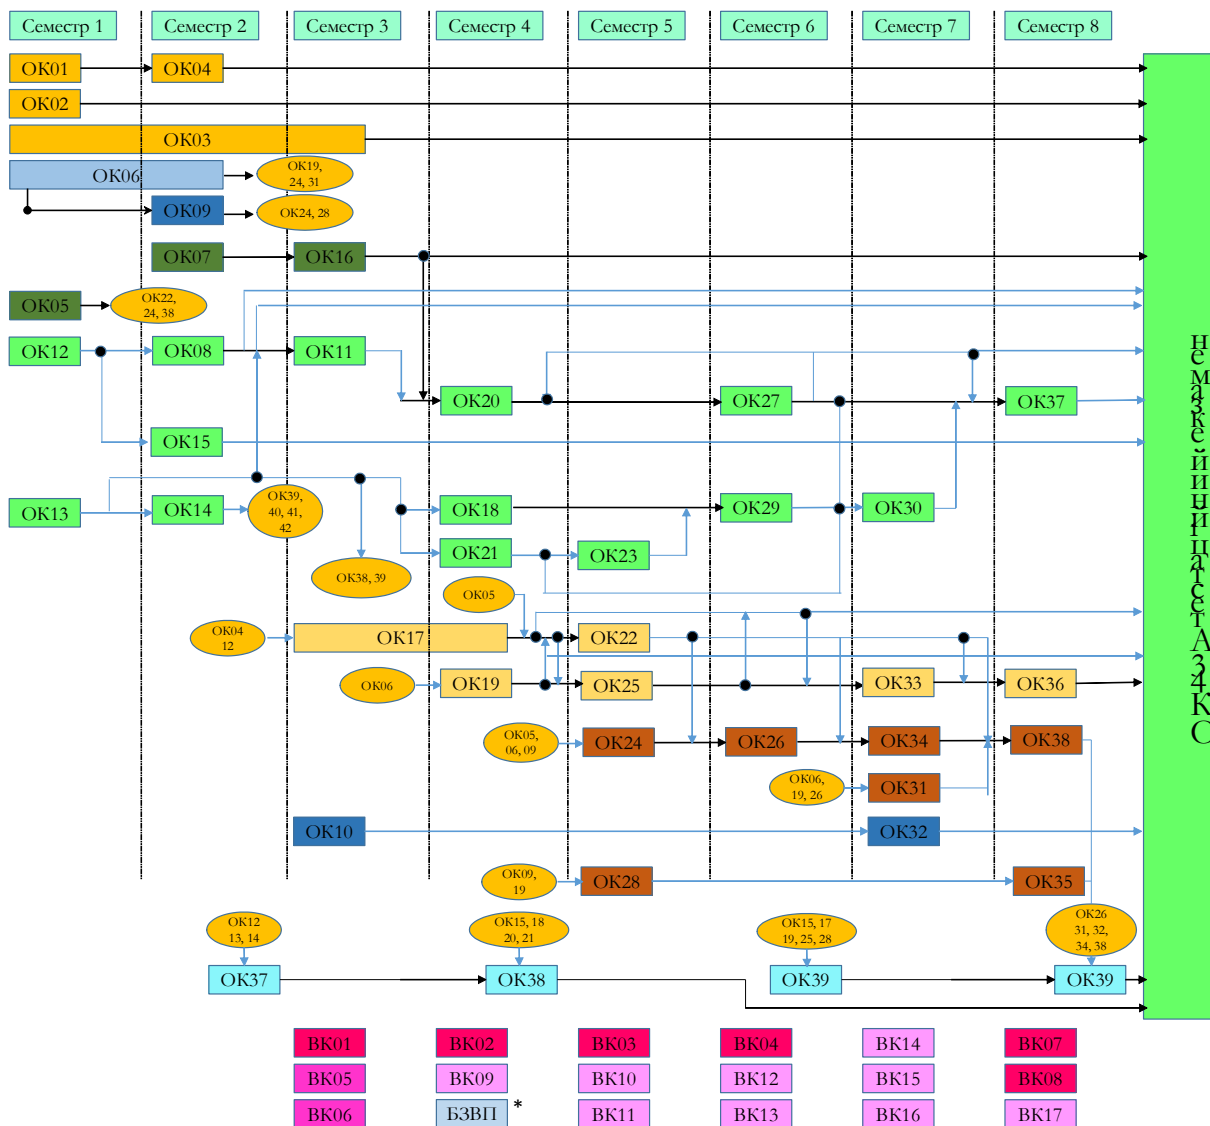 Семестр 1 Семестр 2 Семестр 3 Семестр 4 Семестр 5 Семестр 6 Семестр 7 Семестр 8
ОК01 ОК04
ОК02
ОК03
ОК06
ОК19,
24, 31
ОК09
ОК24, 28
ОК07 ОК16
ОК05
ОК22,
24, 38
ОК12 ОК08 ОК11
ОК20 ОК27 ОК37
ОК15
ОК13 ОК14
ОК39,
40, 41,
42
ОК18 ОК29 ОК30
ОК21 ОК23
ОК38, 39
ОК05
ОК04
12
ОК17 ОК22
ОК06
ОК19 ОК25 ОК33 ОК36
ОК05,
06, 09
ОК24 ОК26 ОК34 ОК38
ОК06,
19, 26
ОК31
ОК10 ОК32
ОК09,
19
ОК28 ОК35
ОК12
13, 14
ОК15, 18
20, 21
ОК15, 17
19, 25, 28
ОК26
31, 32,
34, 38
ОК37 ОК38 ОК39 ОК39
ОК43 Атестаційний екзамен
ВК01 ВК02 ВК03 ВК04 ВК14 ВК07
ВК05 ВК09 ВК10 ВК12 ВК15 ВК08
ВК06 БЗВП * ВК11 ВК13 ВК16 ВК17